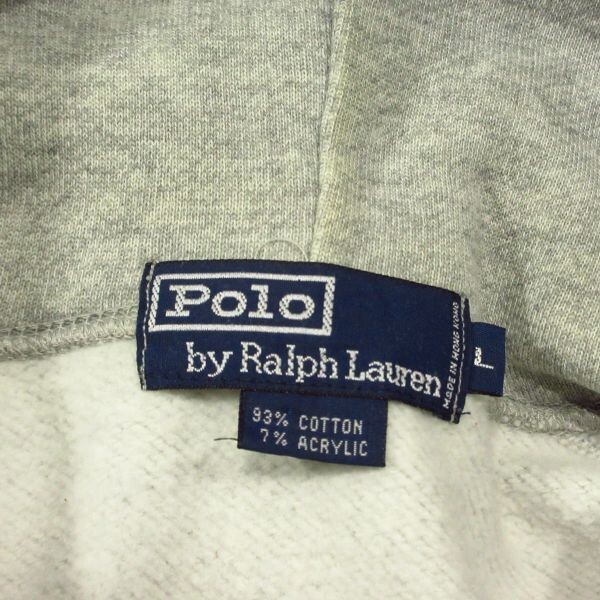 Polo
by Ralph Lauren
MADE IN HONG KONG
L
93% COTTON
7% ACRYLIC